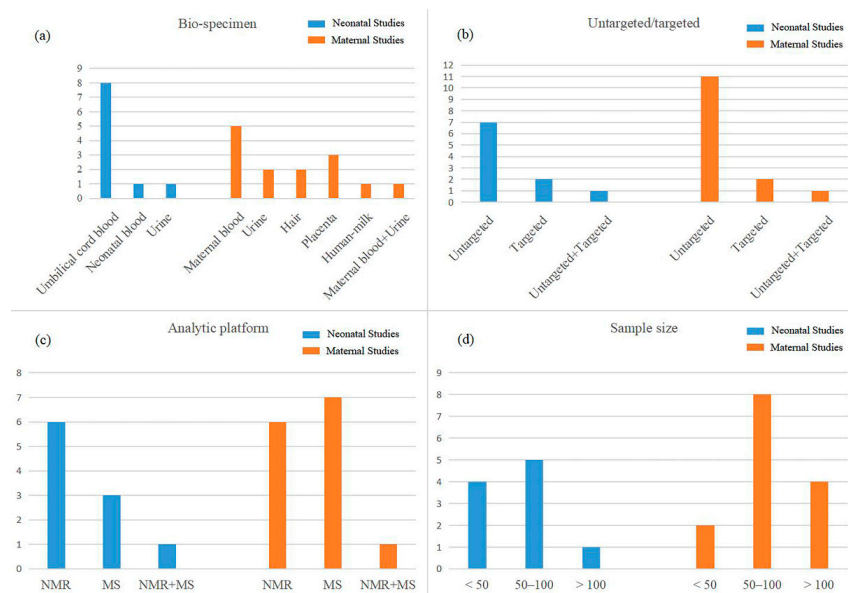 (a)
Bio-specimen
Neonatal Studies
Maternal Studies
9
8
7
6
5
4
3
2
1
0
Umbilical cord blood
Neonatal blood
Urine
Maternal blood
Urine
Hair
Placenta
Human-milk
Maternal blood+Urine
(b)
Untargeted/targeted
Neonatal Studies
Maternal Studies
12
11
10
9
8
7
6
5
4
3
2
1
0
Untargeted
Targeted
Untargeted+Targeted
Untargeted
Targeted
Untargeted+Targeted
(c)
Analytic platform
Neonatal Studies
Maternal Studies
8
7
6
5
4
3
2
1
0
NMR
MS
NMR+MS
NMR
MS
NMR+MS
(d)
Sample size
Neonatal Studies
Maternal Studies
9
8
7
6
5
4
3
2
1
0
< 50
50–100
> 100
< 50
50–100
> 100